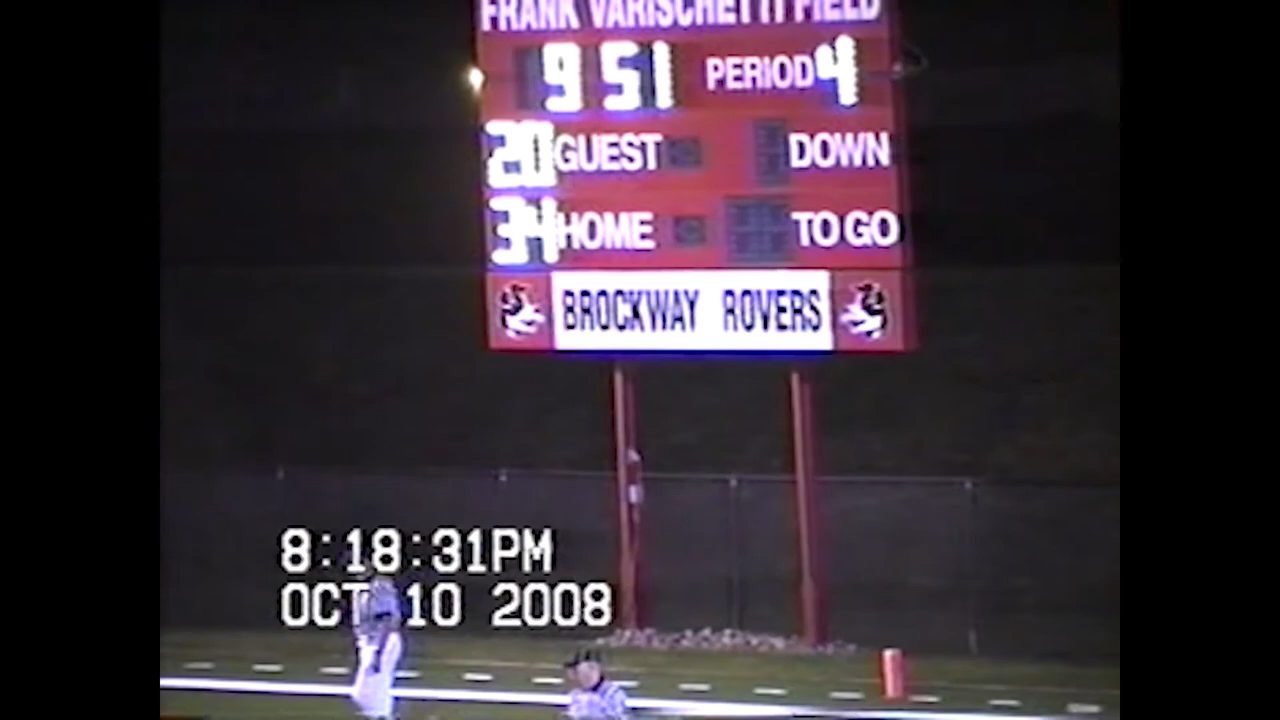 FRANK VARISCHETTI FIELD
9 51 PERIOD 4
20 GUEST DOWN
34 HOME TO GO
BROCKWAY ROVERS
8:18:31PM
OCT 10 2008